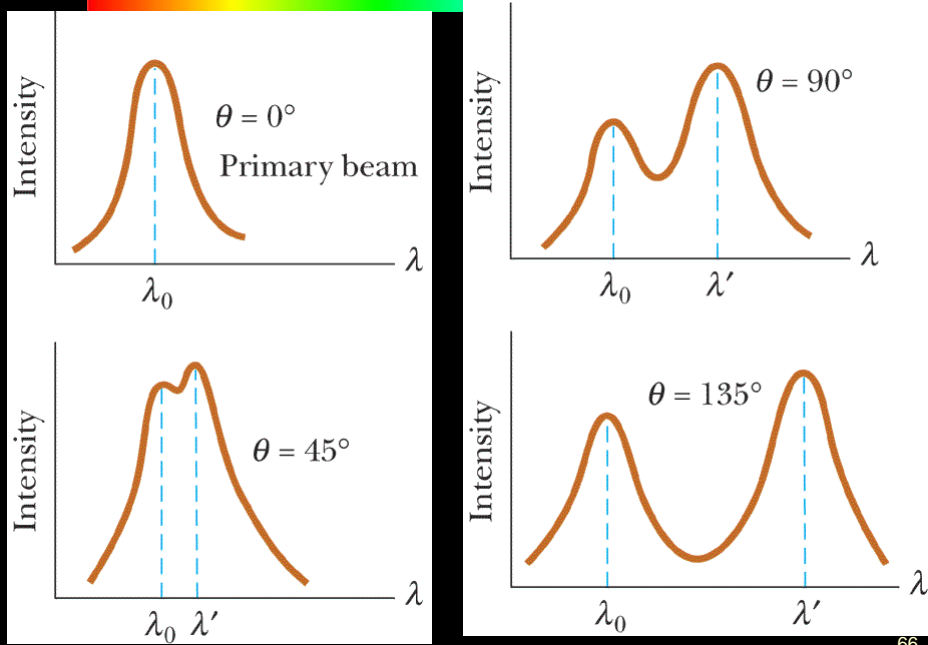 Intensity
θ = 0°
Primary beam
λ
λ₀
Intensity
θ = 90°
λ
λ₀ λ′
Intensity
θ = 45°
λ
λ₀ λ′
Intensity
θ = 135°
λ
λ₀ λ′
66